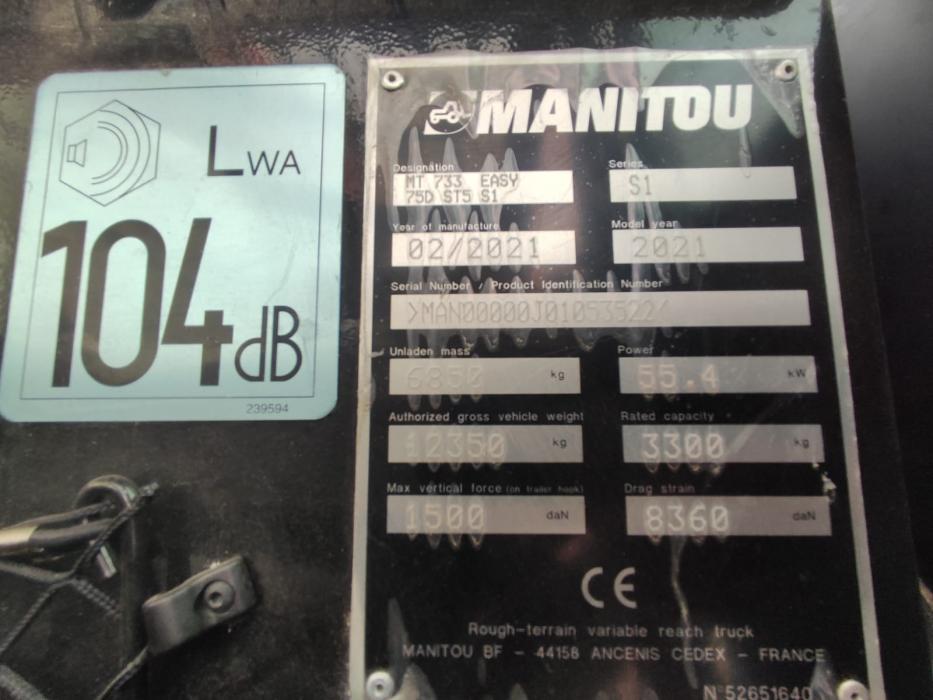 LWA
104dB
239594
MANITOU
Designation
MT 733 EASY
75D ST5 S1
Series
S1
Year of manufacture
02/2021
Model year
2021
Serial Number / Product Identification Number
>MAN00000J01053522<
Unladen mass
6850 kg
Power
55.4 kW
Authorized gross vehicle weight
12350 kg
Rated capacity
3300 kg
Max vertical force (on trailer hook)
1500 daN
Drag strain
8360 daN
CE
Rough-terrain variable reach truck
MANITOU BF - 44158 ANCENIS CEDEX - FRANCE
N°52651640